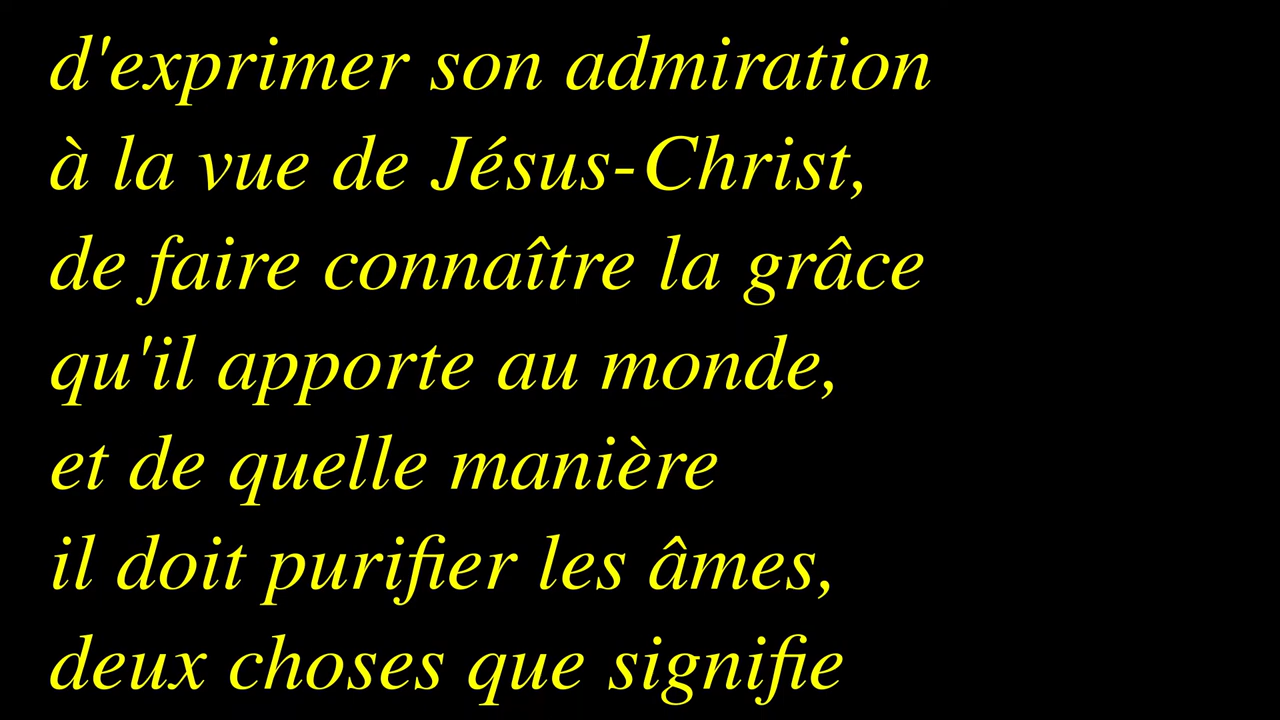 d'exprimer son admiration
à la vue de Jésus-Christ,
de faire connaître la grâce
qu'il apporte au monde,
et de quelle manière
il doit purifier les âmes,
deux choses que signifie